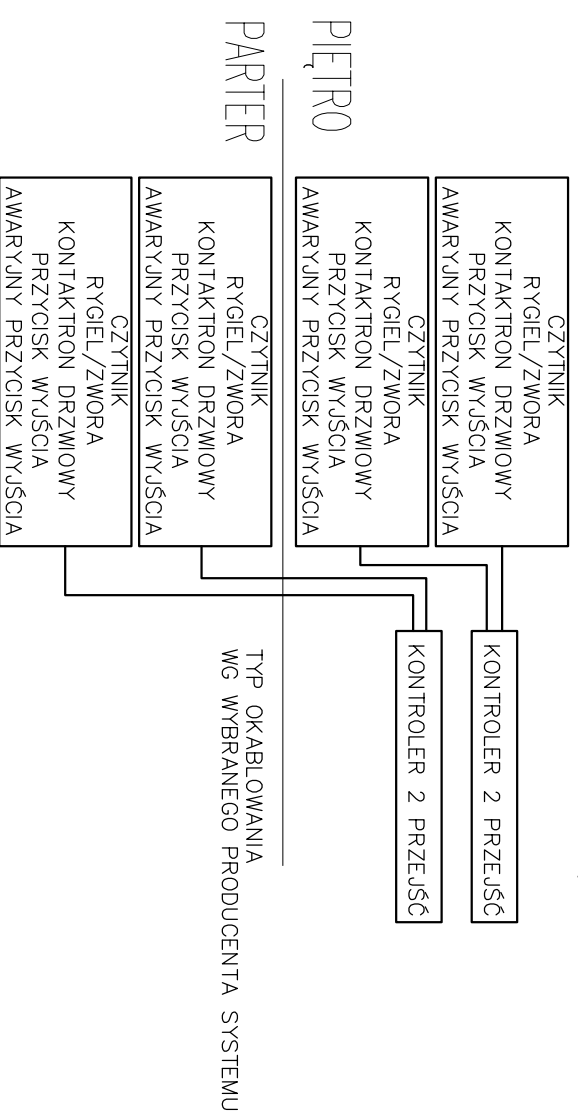 CZYTNIK
RYGIEL/ZWORA
KONTAKTRON DRZWIOWY
PRZYCISK WYJŚCIA
AWARYJNY PRZYCISK WYJŚCIA
KONTROLER 2 PRZEJŚĆ
CZYTNIK
RYGIEL/ZWORA
KONTAKTRON DRZWIOWY
PRZYCISK WYJŚCIA
AWARYJNY PRZYCISK WYJŚCIA
KONTROLER 2 PRZEJŚĆ
PIĘTRO
PARTER
CZYTNIK
RYGIEL/ZWORA
KONTAKTRON DRZWIOWY
PRZYCISK WYJŚCIA
AWARYJNY PRZYCISK WYJŚCIA
TYP OKABLOWANIA
WG WYBRANEGO PRODUCENTA SYSTEMU
CZYTNIK
RYGIEL/ZWORA
KONTAKTRON DRZWIOWY
PRZYCISK WYJŚCIA
AWARYJNY PRZYCISK WYJŚCIA